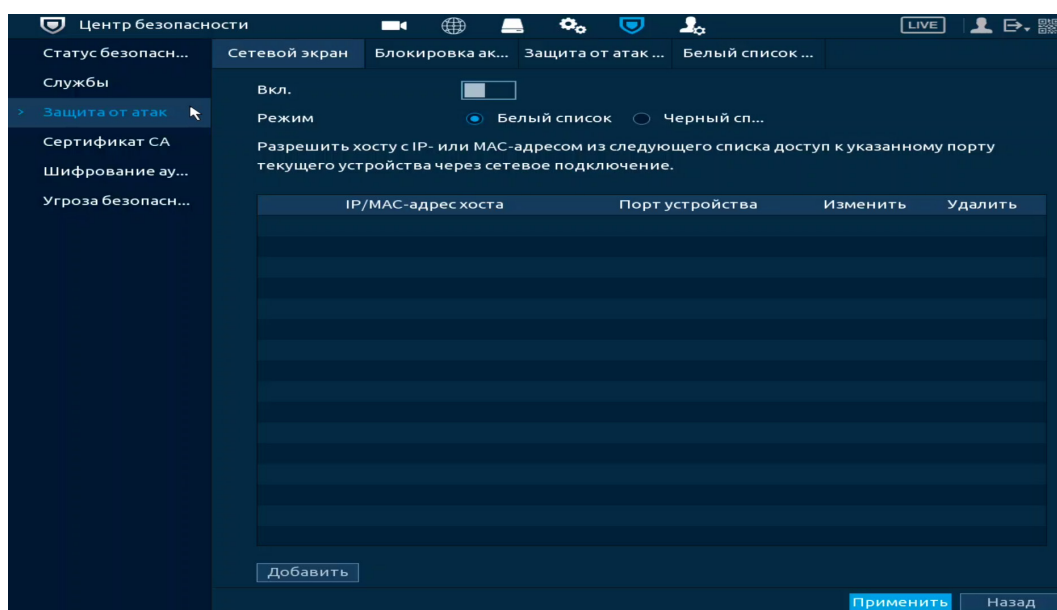 Центр безопасности LIVE
Статус безопасн...
Службы
Защита от атак
Сертификат CA
Шифрование ау...
Угроза безопасн...
Сетевой экран Блокировка ак... Защита от атак ... Белый список ...
Вкл.
Режим Белый список Черный сп...
Разрешить хосту с IP- или MAC-адресом из следующего списка доступ к указанному порту
текущего устройства через сетевое подключение.
IP/MAC-адрес хоста Порт устройства Изменить Удалить
Добавить
Применить Назад